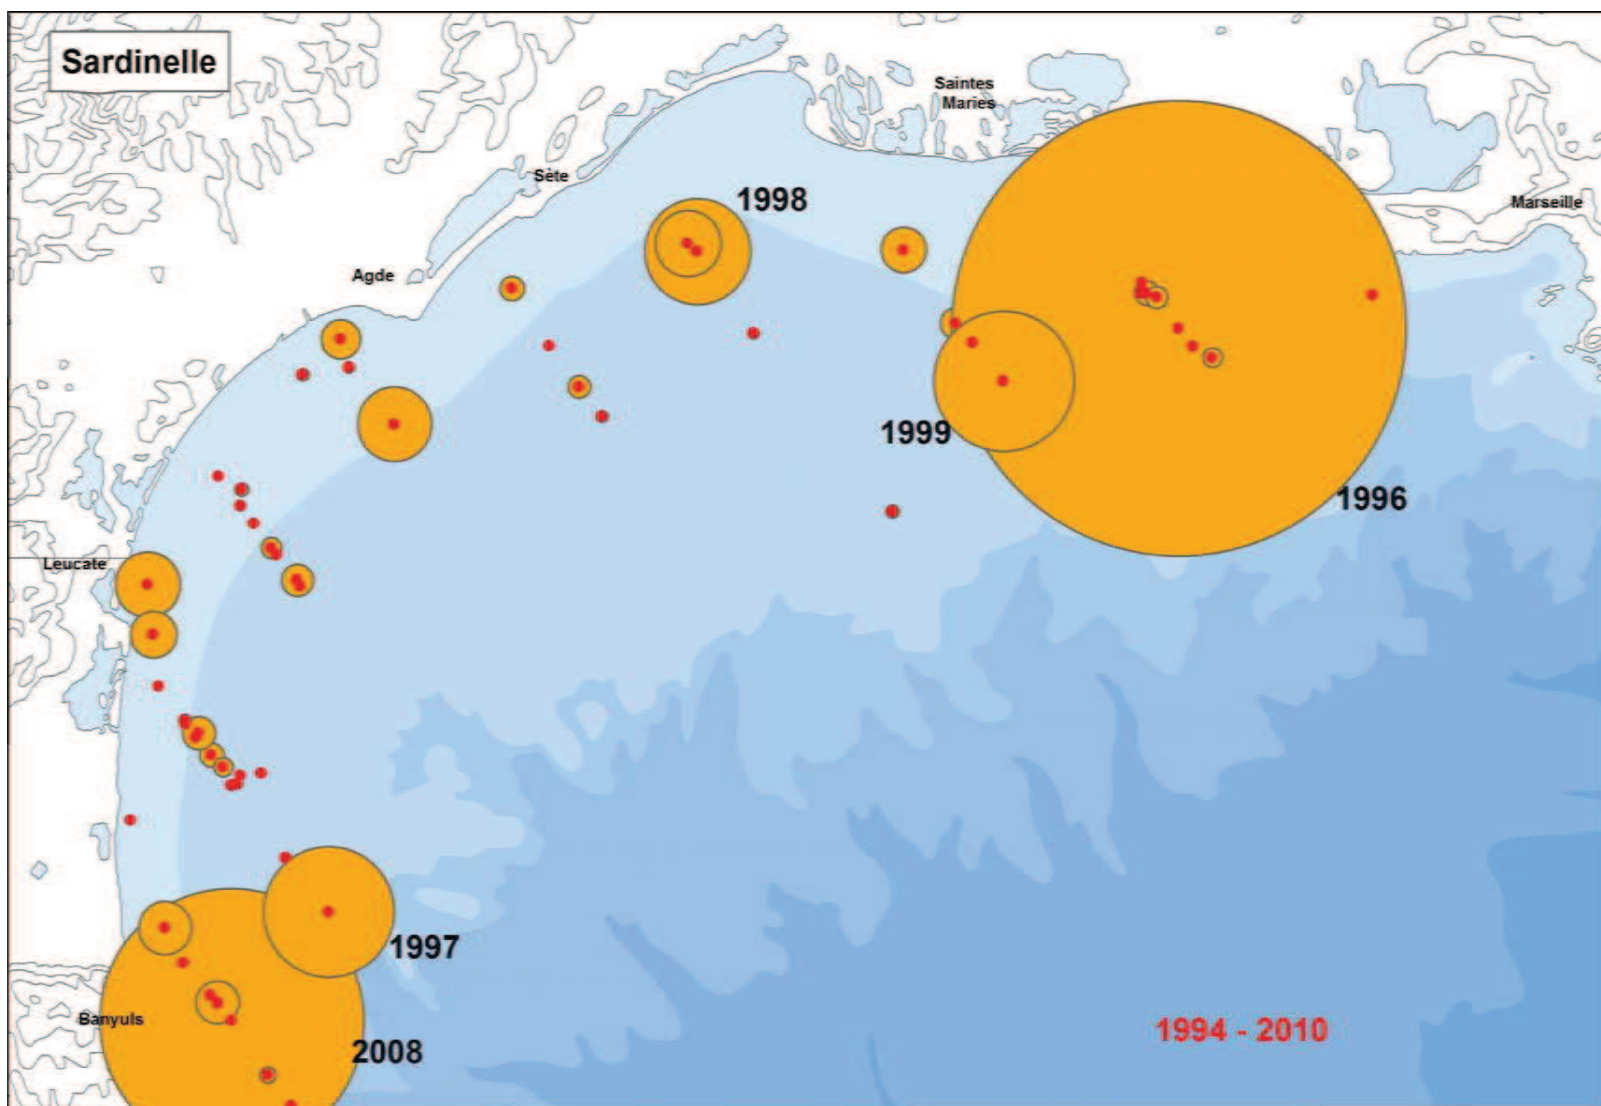 Sardinelle
Saintes
Maries
Sète
1998
Marseille
Agde
1999
1996
Leucate
1997
Banyuls
2008
1994 - 2010